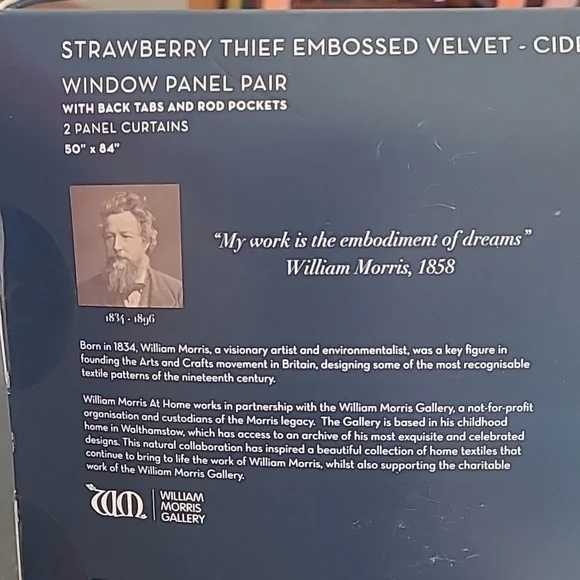 STRAWBERRY THIEF EMBOSSED VELVET - CIDE
WINDOW PANEL PAIR
WITH BACK TABS AND ROD POCKETS
2 PANEL CURTAINS
50" x 84"
“My work is the embodiment of dreams”
William Morris, 1858
1834 - 1896
Born in 1834, William Morris, a visionary artist and environmentalist, was a key figure in
founding the Arts and Crafts movement in Britain, designing some of the most recognisable
textile patterns of the nineteenth century.
William Morris At Home works in partnership with the William Morris Gallery, a not-for-profit
organisation and custodians of the Morris legacy. The Gallery is based in his childhood
home in Walthamstow, which has access to an archive of his most exquisite and celebrated
designs. This natural collaboration has inspired a beautiful collection of home textiles that
continue to bring to life the work of William Morris, whilst also supporting the charitable
work of the William Morris Gallery.
WM
WILLIAM
MORRIS
GALLERY